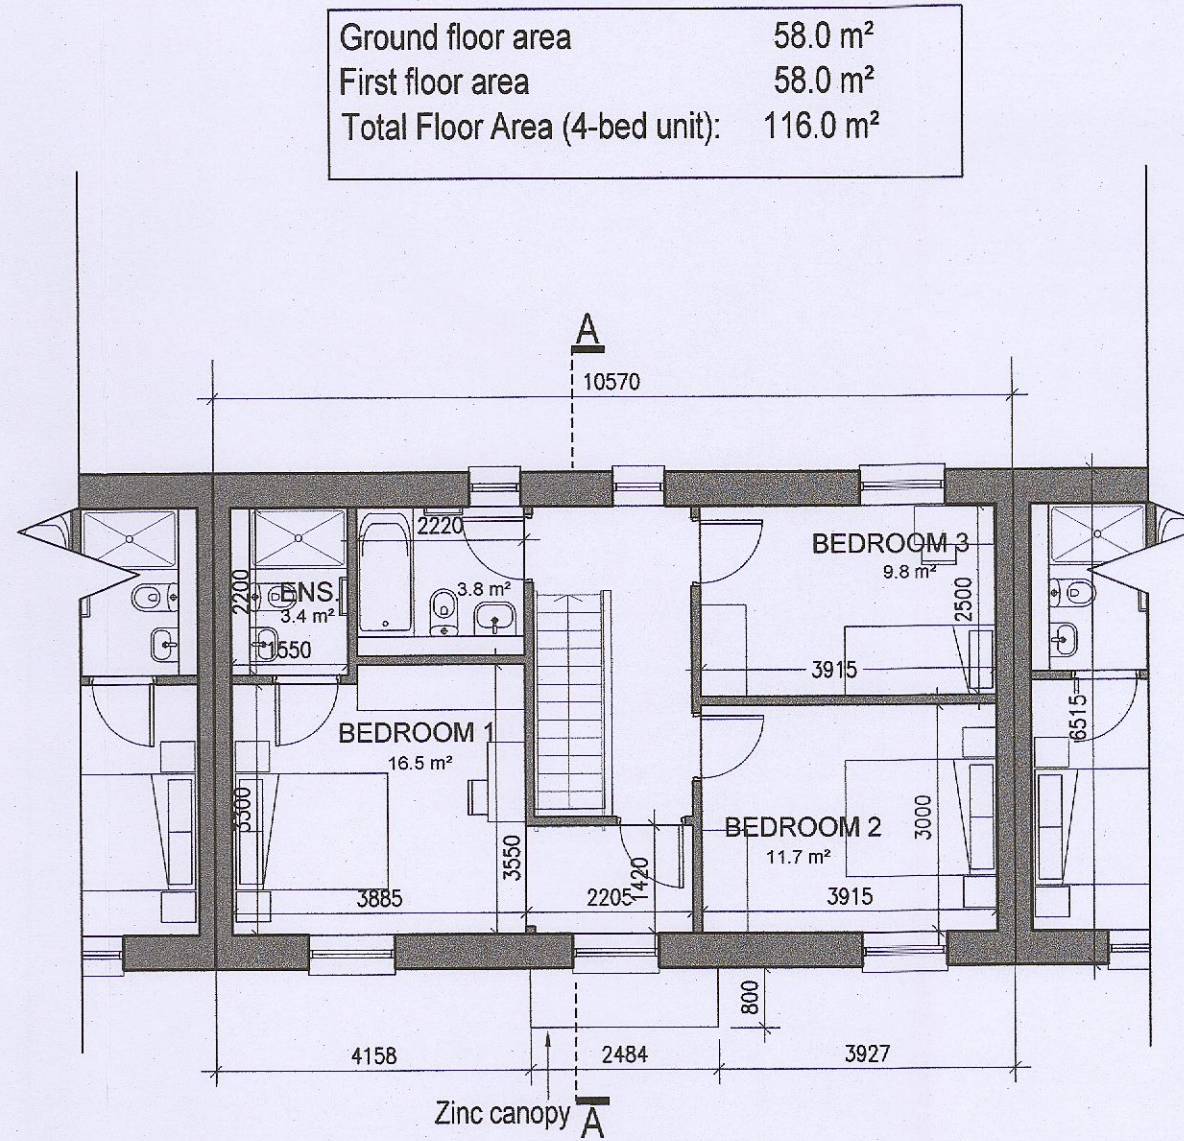 Ground floor area 58.0 m²
First floor area 58.0 m²
Total Floor Area (4-bed unit): 116.0 m²
A
10570
2220
BEDROOM 3
9.8 m²
2200
ENS.
3.4 m²
3.8 m²
2500
1550
3915
BEDROOM 1
16.5 m²
6515
3300
3550
BEDROOM 2
11.7 m²
3000
1420
3885
2205
3915
800
4158
2484
3927
Zinc canopy
A